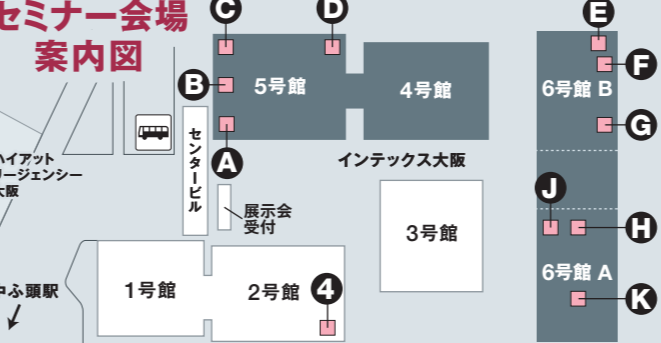 セミナー会場
案内図
C
D
E
F
B
5号館
4号館
6号館 B
G
センタービル
A
インテックス大阪
ハイアット
リージェンシー
大阪
展示会
受付
J
H
3号館
6号館 A
K
中ふ頭駅
1号館
2号館
4